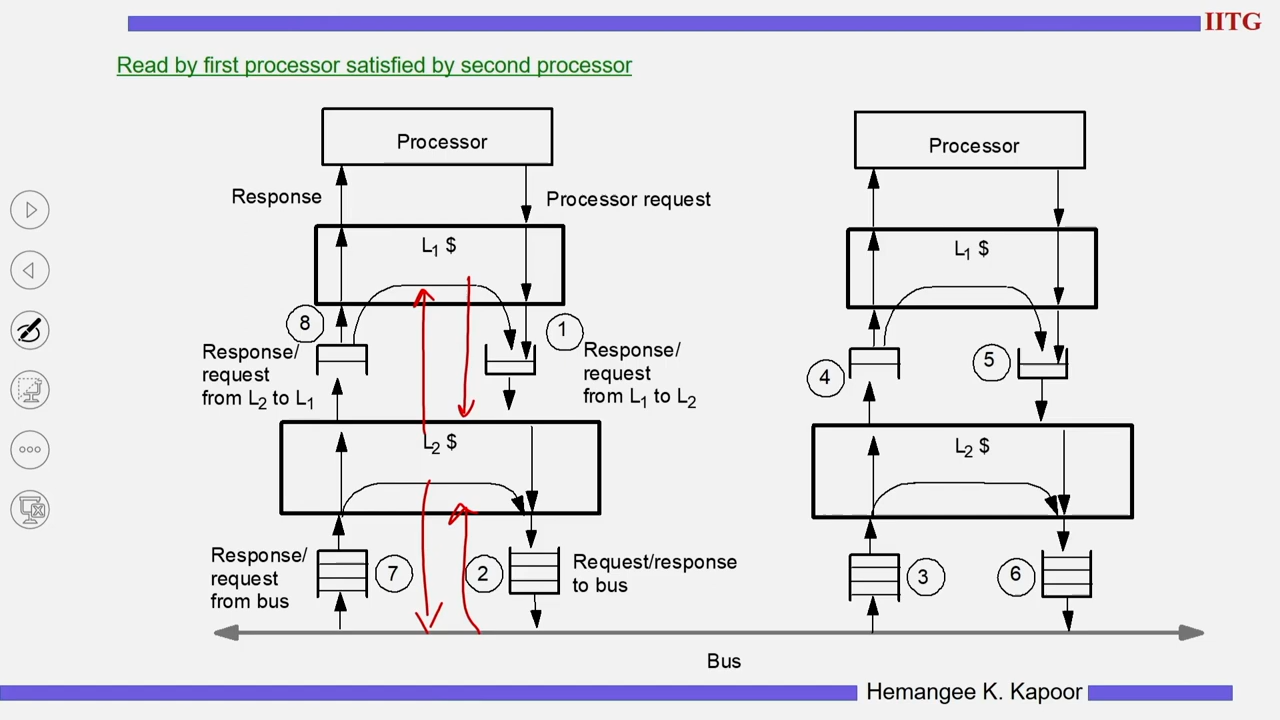 IITG
Read by first processor satisfied by second processor
Processor
Processor
Response
Processor request
L1 $
L1 $
8
1
Response/
request
from L2 to L1
Response/
request
from L1 to L2
4
5
L2 $
L2 $
Response/
request
from bus
7
2
Request/response
to bus
3
6
Bus
Hemangee K. Kapoor